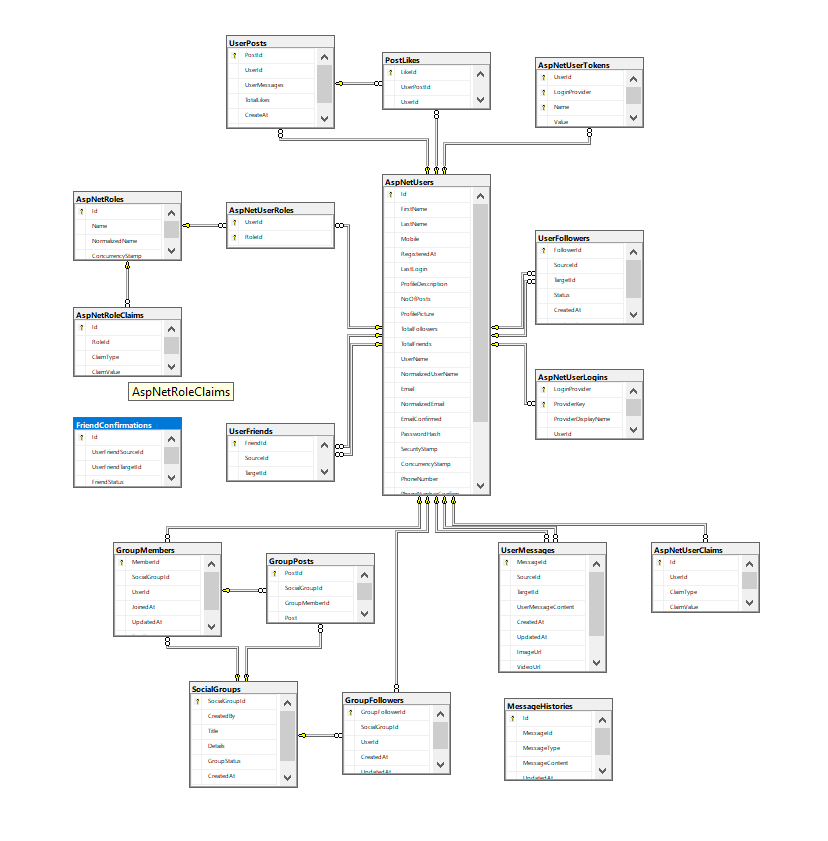 UserPosts
PostId
UserId
UserMessages
TotalLikes
CreateAt
PostLikes
LikeId
UserPostId
UserId
AspNetUserTokens
UserId
LoginProvider
Name
Value
AspNetUsers
Id
FirstName
LastName
Mobile
RegisteredAt
LastLogin
ProfileDescription
NoOfPosts
ProfilePicture
TotalFollowers
TotalFriends
UserName
NormalizedUserName
Email
NormalizedEmail
EmailConfirmed
PasswordHash
SecurityStamp
ConcurrencyStamp
PhoneNumber
AspNetRoles
Id
Name
NormalizedName
ConcurrencyStamp
AspNetUserRoles
UserId
RoleId
UserFollowers
FollowerId
SourceId
TargetId
Status
CreatedAt
AspNetRoleClaims
Id
RoleId
ClaimType
ClaimValue
AspNetRoleClaims
AspNetUserLogins
LoginProvider
ProviderKey
ProviderDisplayName
UserId
FriendConfirmations
Id
UserFriendSourceId
UserFriendTargetId
FriendStatus
UserFriends
FriendId
SourceId
TargetId
GroupMembers
MemberId
SocialGroupId
UserId
JoinedAt
UpdatedAt
GroupPosts
PostId
SocialGroupId
GroupMemberId
Post
UserMessages
MessageId
SourceId
TargetId
UserMessageContent
CreatedAt
UpdatedAt
ImageUrl
VideoUrl
AspNetUserClaims
Id
UserId
ClaimType
ClaimValue
SocialGroups
SocialGroupId
CreatedBy
Title
Details
GroupStatus
CreatedAt
GroupFollowers
GroupFollowerId
SocialGroupId
UserId
CreatedAt
UpdatedAt
MessageHistories
Id
MessageId
MessageType
MessageContent
UpdatedAt